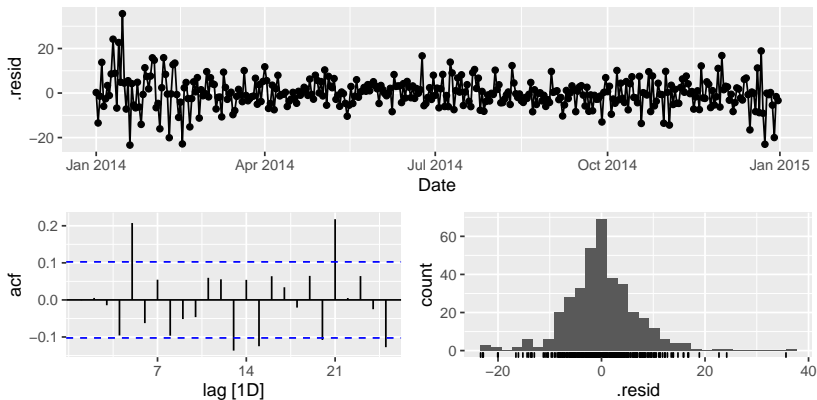 20
0
−20
.resid
Jan 2014
Apr 2014
Jul 2014
Oct 2014
Jan 2015
Date
0.2
0.1
0.0
−0.1
acf
7
14
21
lag [1D]
60
40
20
0
count
−20
0
20
40
.resid